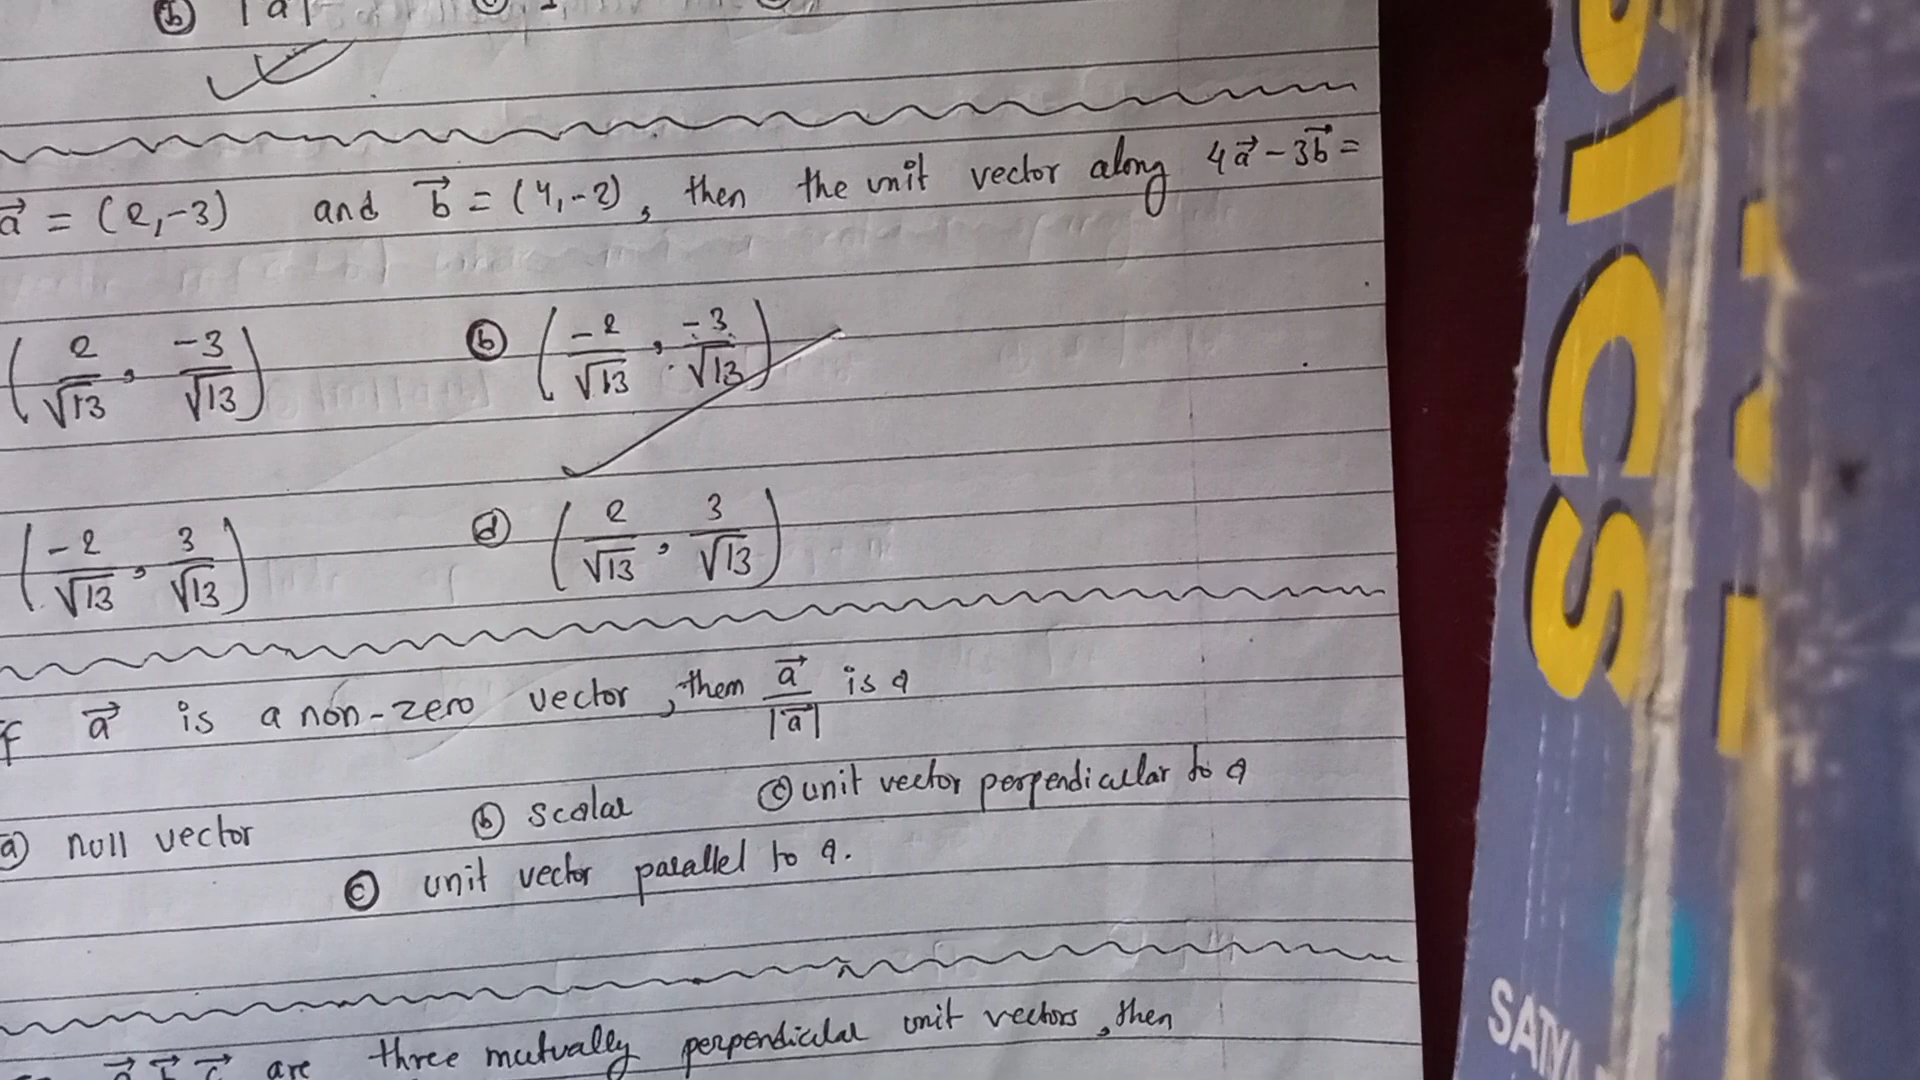 (b) |a|
a⃗ = (2,-3) and b⃗ = (4,-2), then the unit vector along 4a⃗ - 3b⃗ =
(2/√13, -3/√13) (b) (-2/√13, -3/√13)
(-2/√13, 3/√13) (d) (2/√13, 3/√13)
f a⃗ is a non-zero vector, then a⃗/|a⃗| is a
a) null vector (b) scalar (c) unit vector perpendicular to a
(c) unit vector parallel to a.
a⃗ b⃗ c⃗ are three mutually perpendicular unit vectors, then
SICS
SATYA